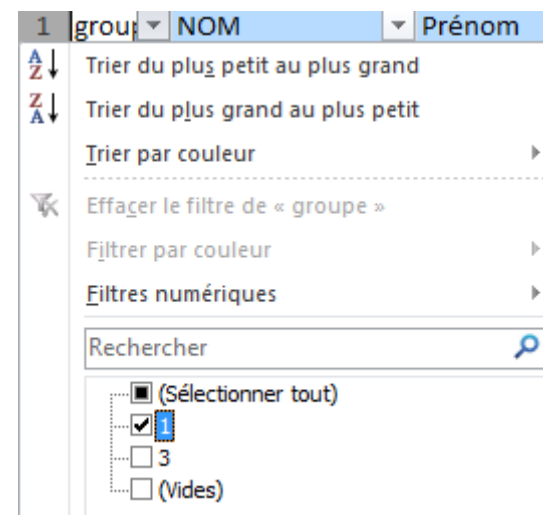 1 group NOM Prénom
Trier du plus petit au plus grand
Trier du plus grand au plus petit
Trier par couleur
Effacer le filtre de « groupe »
Filtrer par couleur
Filtres numériques
Rechercher
(Sélectionner tout)
1
3
(Vides)